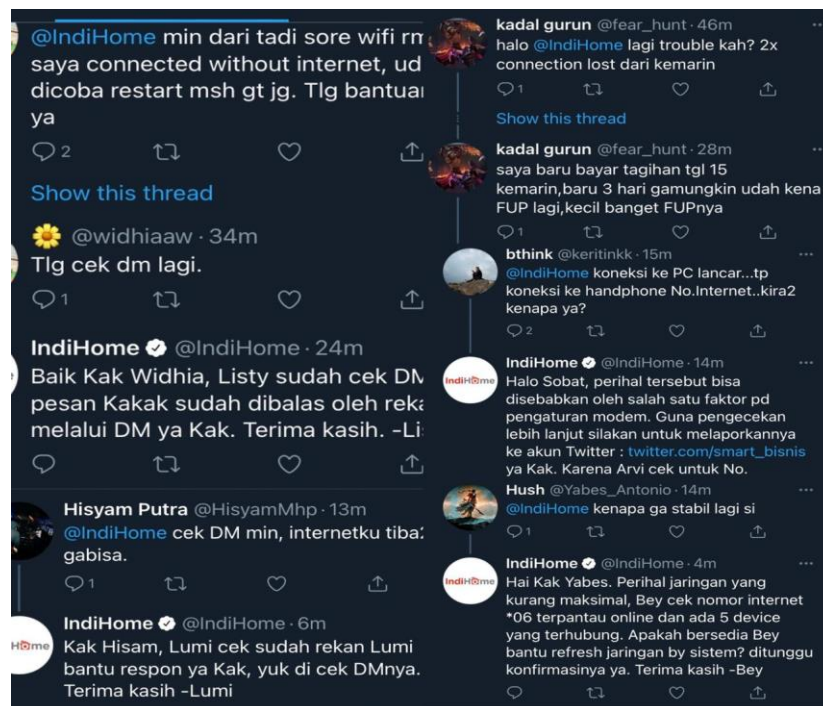 @IndiHome min dari tadi sore wifi rm
saya connected without internet, ud
dicoba restart msh gt jg. Tlg bantuan
ya
2
Show this thread
@widhiaaw · 34m
Tlg cek dm lagi.
1
IndiHome @IndiHome · 24m
Baik Kak Widhia, Listy sudah cek DM
pesan Kakak sudah dibalas oleh reka
melalui DM ya Kak. Terima kasih. -Li
Hisyam Putra @HisyamMhp · 13m
@IndiHome cek DM min, internetku tiba2
gabisa.
1
Home
IndiHome @IndiHome · 6m
Kak Hisam, Lumi cek sudah rekan Lumi
bantu respon ya Kak, yuk di cek DMnya.
Terima kasih -Lumi
kadal gurun @fear_hunt · 46m
halo @IndiHome lagi trouble kah? 2x
connection lost dari kemarin
1
Show this thread
kadal gurun @fear_hunt · 28m
saya baru bayar tagihan tgl 15
kemarin,baru 3 hari gamungkin udah kena
FUP lagi,kecil banget FUPnya
1
bthink @keritinkk · 15m
@IndiHome koneksi ke PC lancar...tp
koneksi ke handphone No.Internet..kira2
kenapa ya?
2
IndiHome
IndiHome @IndiHome · 14m
Halo Sobat, perihal tersebut bisa
disebabkan oleh salah satu faktor pd
pengaturan modem. Guna pengecekan
lebih lanjut silakan untuk melaporkannya
ke akun Twitter : twitter.com/smart_bisnis
ya Kak. Karena Arvi cek untuk No.
Hush @Yabes_Antonio · 14m
@IndiHome kenapa ga stabil lagi si
1
IndiHome
IndiHome @IndiHome · 4m
Hai Kak Yabes. Perihal jaringan yang
kurang maksimal, Bey cek nomor internet
*06 terpantau online dan ada 5 device
yang terhubung. Apakah bersedia Bey
bantu refresh jaringan by sistem? ditunggu
konfirmasinya ya. Terima kasih -Bey